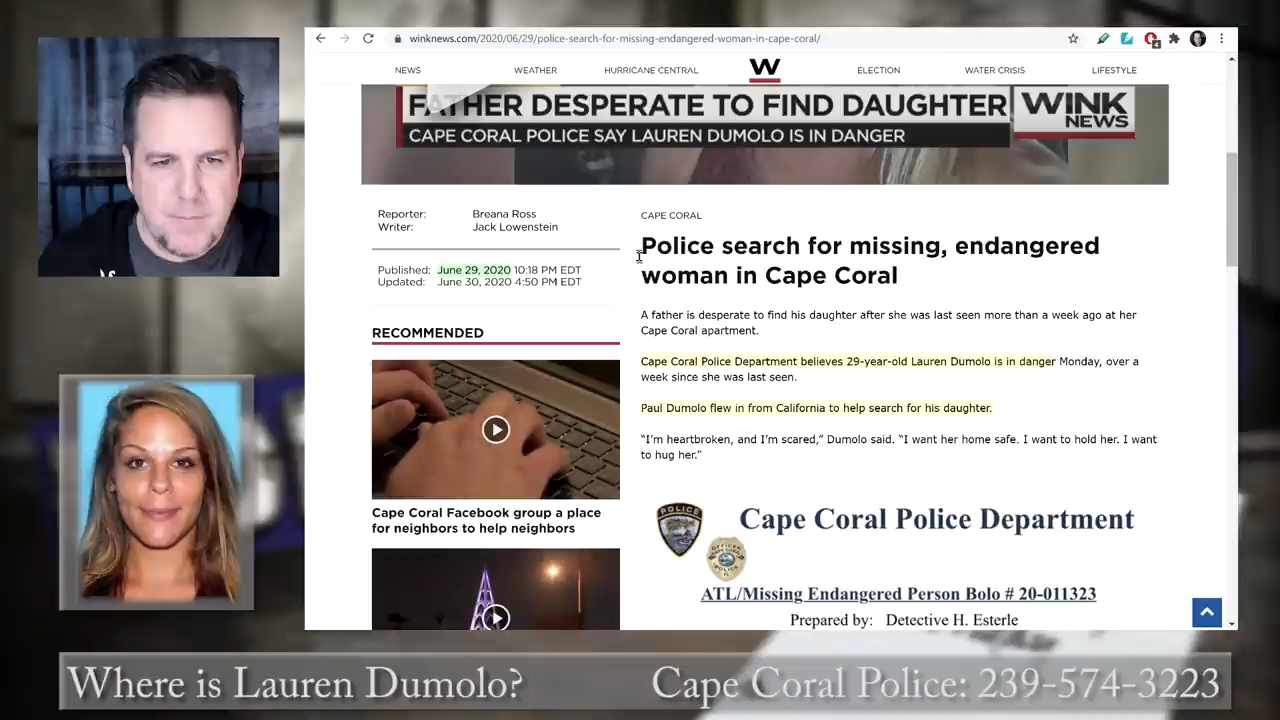 winknews.com/2020/06/29/police-search-for-missing-endangered-woman-in-cape-coral/
NEWS WEATHER HURRICANE CENTRAL W ELECTION WATER CRISIS LIFESTYLE
FATHER DESPERATE TO FIND DAUGHTER
CAPE CORAL POLICE SAY LAUREN DUMOLO IS IN DANGER
WINK
NEWS
Reporter: Breana Ross
Writer: Jack Lowenstein
Published: June 29, 2020 10:18 PM EDT
Updated: June 30, 2020 4:50 PM EDT
RECOMMENDED
Cape Coral Facebook group a place
for neighbors to help neighbors
CAPE CORAL
Police search for missing, endangered
woman in Cape Coral
A father is desperate to find his daughter after she was last seen more than a week ago at her
Cape Coral apartment.
Cape Coral Police Department believes 29-year-old Lauren Dumolo is in danger Monday, over a
week since she was last seen.
Paul Dumolo flew in from California to help search for his daughter.
“I’m heartbroken, and I’m scared,” Dumolo said. “I want her home safe. I want to hold her. I want
to hug her.”
POLICE
Cape Coral Police Department
ATL/Missing Endangered Person Bolo # 20-011323
Prepared by: Detective H. Esterle
Where is Lauren Dumolo? Cape Coral Police: 239-574-3223